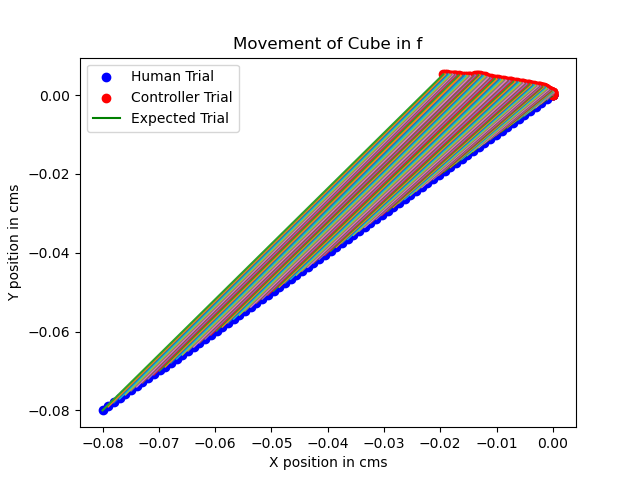 Movement of Cube in f
Human Trial
Controller Trial
Expected Trial
0.00
−0.02
−0.04
−0.06
−0.08
Y position in cms
−0.08 −0.07 −0.06 −0.05 −0.04 −0.03 −0.02 −0.01 0.00
X position in cms